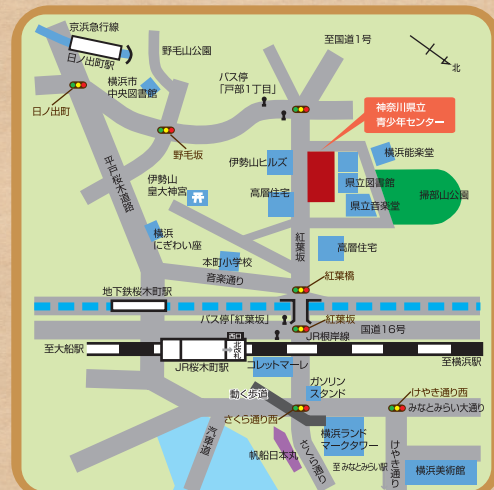 京浜急行線
日ノ出町駅
野毛山公園
至国道1号
北
横浜市
中央図書館
バス停
「戸部1丁目」
日ノ出町
神奈川県立
青少年センター
野毛坂
伊勢山ヒルズ
横浜能楽堂
平戸桜木道路
伊勢山
皇大神宮
高層住宅
県立図書館
県立音楽堂
掃部山公園
横浜
にぎわい座
紅葉坂
本町小学校
高層住宅
音楽通り
紅葉橋
地下鉄桜木町駅
バス停「紅葉坂」
紅葉坂
国道16号
西口
北改札
JR根岸線
至大船駅
至横浜駅
JR桜木町駅
コレットマーレ
動く歩道
ガソリン
スタンド
けやき通り西
さくら通り西
みなとみらい大通り
汽車道
帆船日本丸
さくら通り
横浜ランド
マークタワー
至 みなとみらい駅
けやき通り
横浜美術館